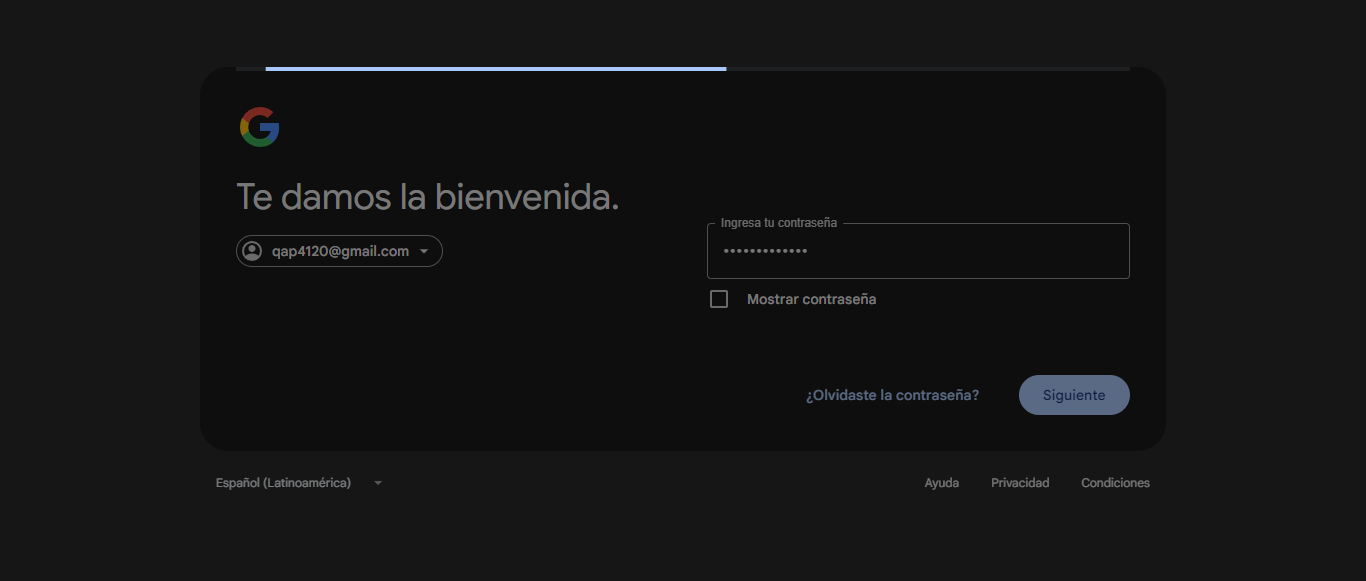 Te damos la bienvenida.
qap4120@gmail.com
Ingresa tu contraseña
•••••••••••••
Mostrar contraseña
¿Olvidaste la contraseña?
Siguiente
Español (Latinoamérica)
Ayuda
Privacidad
Condiciones